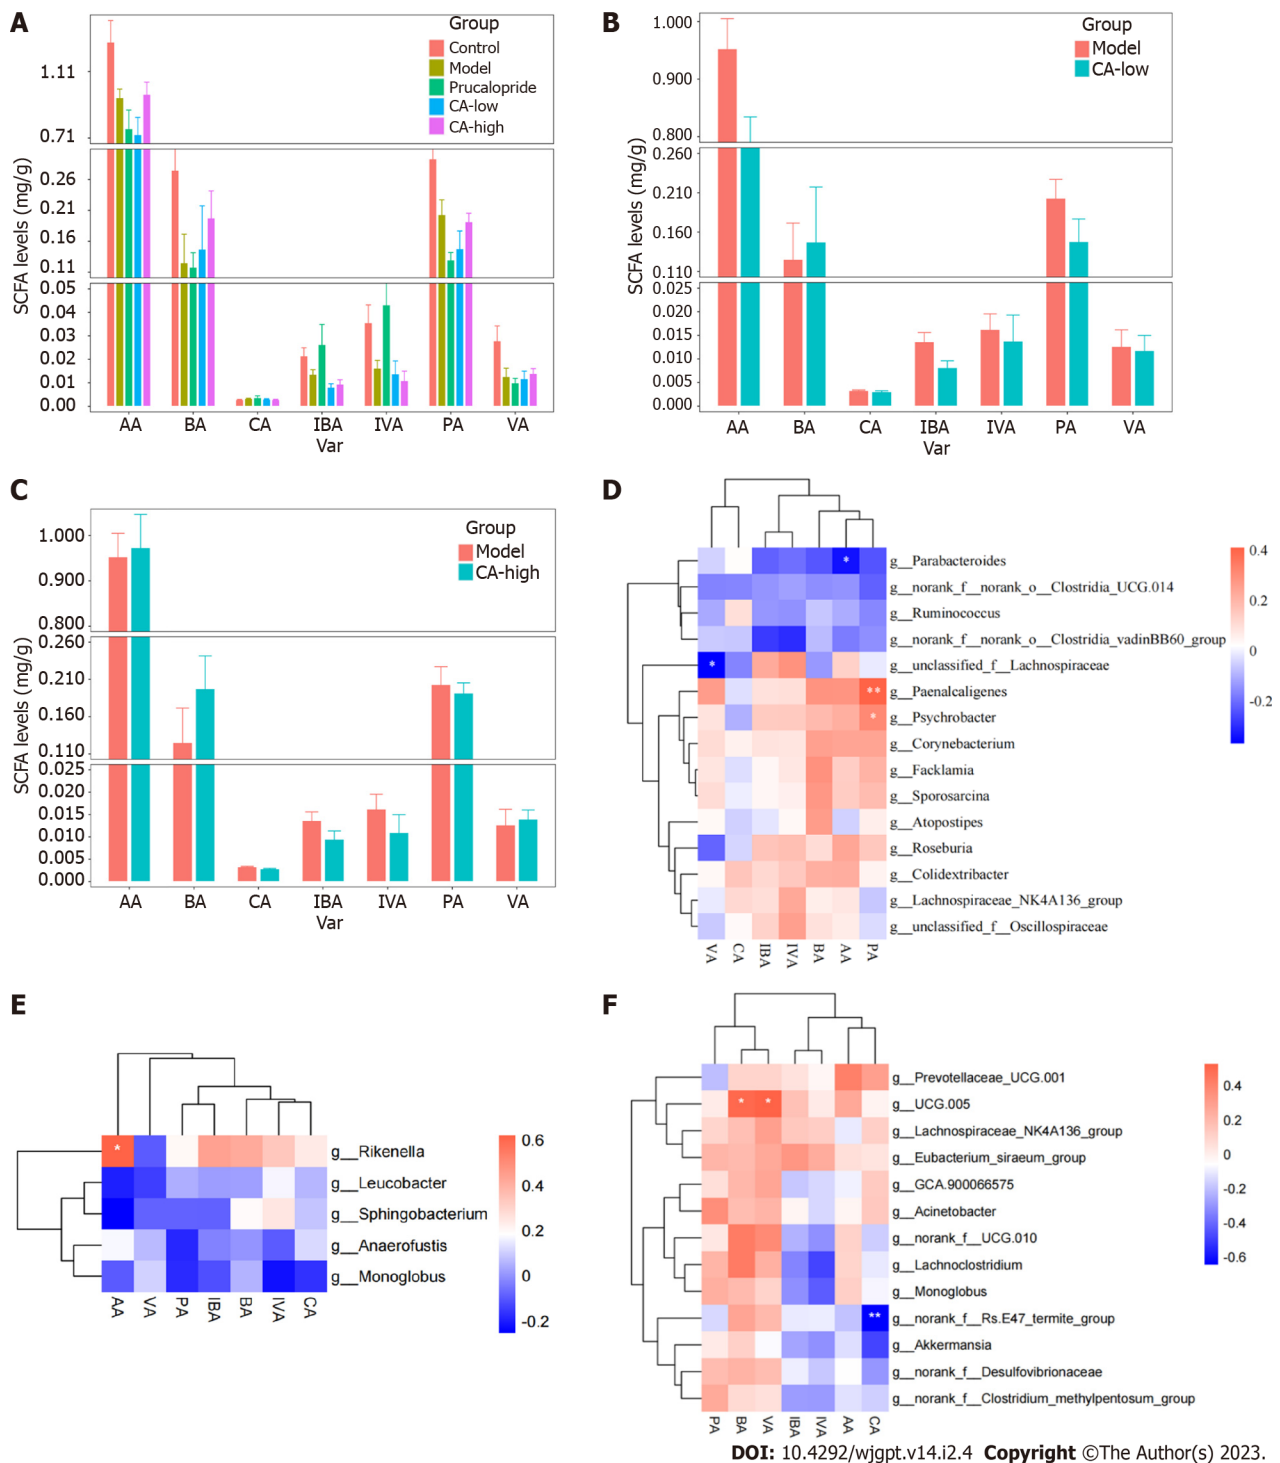 A
Group
Control
Model
Prucalopride
CA-low
CA-high
SCFA levels (mg/g)
1.11
0.71
0.26
0.21
0.16
0.11
0.05
0.04
0.03
0.02
0.01
0.00
AA BA CA IBA IVA PA VA
Var
B
Group
Model
CA-low
SCFA levels (mg/g)
1.000
0.900
0.800
0.260
0.210
0.160
0.110
0.025
0.020
0.015
0.010
0.005
0.000
AA BA CA IBA IVA PA VA
Var
C
Group
Model
CA-high
SCFA levels (mg/g)
1.000
0.900
0.800
0.260
0.210
0.160
0.110
0.025
0.020
0.015
0.010
0.005
0.000
AA BA CA IBA IVA PA VA
Var
D
*
g__Parabacteroides
g__norank_f__norank_o__Clostridia_UCG.014
g__Ruminococcus
g__norank_f__norank_o__Clostridia_vadinBB60_group
*
g__unclassified_f__Lachnospiraceae
**
g__Paenalcaligenes
*
g__Psychrobacter
g__Corynebacterium
g__Facklamia
g__Sporosarcina
g__Atopostipes
g__Roseburia
g__Colidextribacter
g__Lachnospiraceae_NK4A136_group
g__unclassified_f__Oscillospiraceae
VA CA IBA IVA BA AA PA
0.4
0.2
0
-0.2
E
*
g__Rikenella
g__Leucobacter
g__Sphingobacterium
g__Anaerofustis
g__Monoglobus
AA VA PA IBA BA IVA CA
0.6
0.4
0.2
0
-0.2
F
g__Prevotellaceae_UCG.001
* *
g__UCG.005
g__Lachnospiraceae_NK4A136_group
g__Eubacterium_siraeum_group
g__GCA.900066575
g__Acinetobacter
g__norank_f__UCG.010
g__Lachnoclostridium
g__Monoglobus
**
g__norank_f__Rs.E47_termite_group
g__Akkermansia
g__norank_f__Desulfovibrionaceae
g__norank_f__Clostridium_methylpentosum_group
PA BA VA IBA IVA AA CA
0.4
0.2
0
-0.2
-0.4
-0.6
DOI: 10.4292/wjgpt.v14.i2.4 Copyright ©The Author(s) 2023.